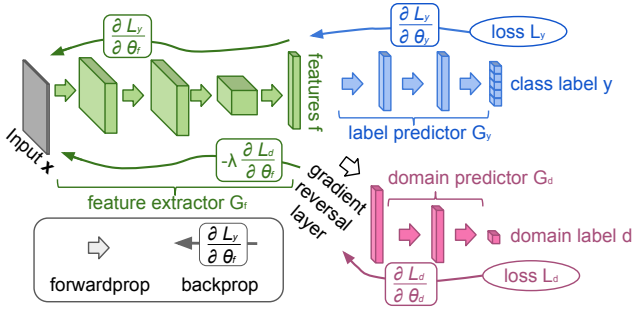 ∂ L_y
∂ θ_f
∂ L_y
∂ θ_y
loss L_y
features f
class label y
label predictor G_y
Input x
-λ ∂ L_d
∂ θ_f
feature extractor G_f
gradient
reversal
layer
domain predictor G_d
domain label d
∂ L_d
∂ θ_d
loss L_d
∂ L_y
∂ θ_f
forwardprop
backprop